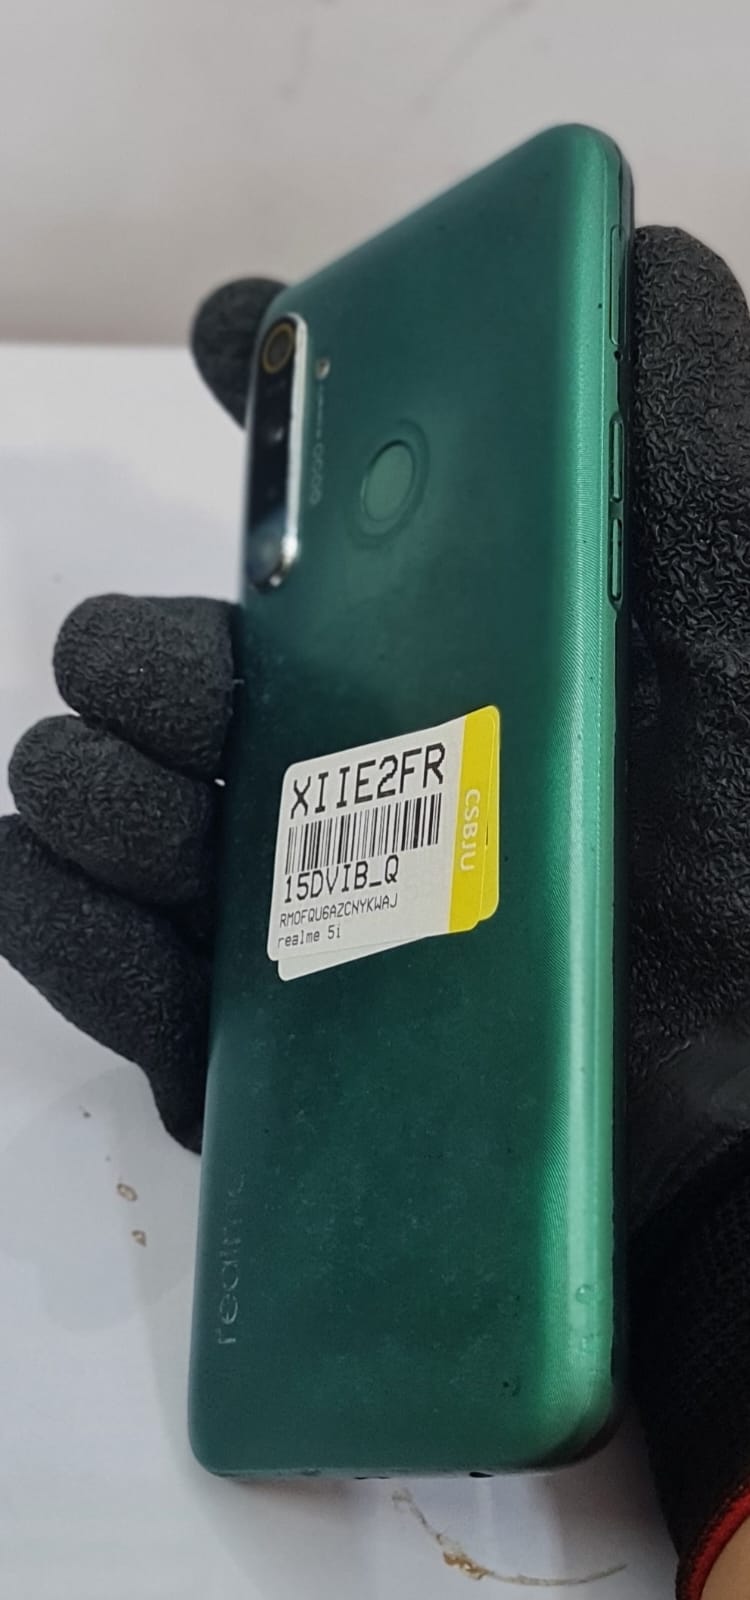 XIIE2FR
15DVIB_Q
RMOFQU6AZCNYKWAJ
realme 5i
CSBJU
realme